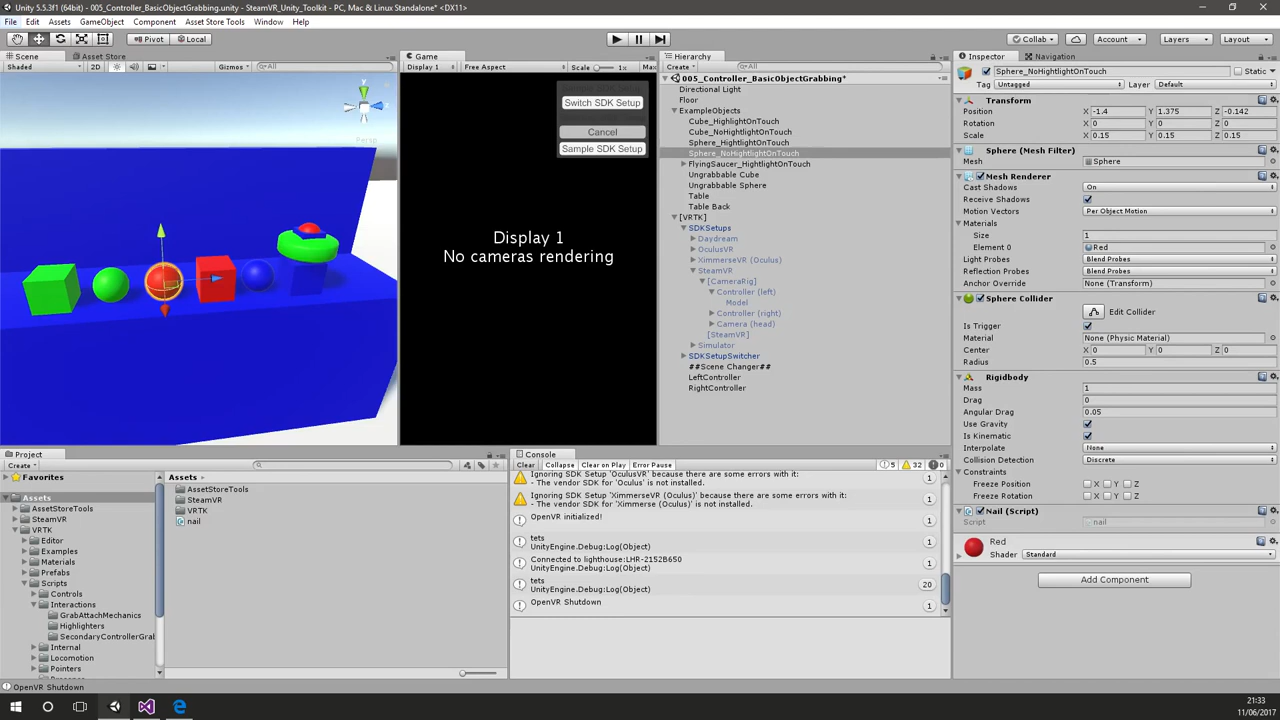 Unity 5.5.3f1 (64bit) - 005_Controller_BasicObjectGrabbing.unity - SteamVR_Unity_Toolkit - PC, Mac & Linux Standalone* <DX11>
File Edit Assets GameObject Component Asset Store Tools Window Help
Pivot Local Collab Account Layers Layout
Scene Asset Store
Shaded 2D Gizmos All
Y
Persp
Game
Display 1 Free Aspect Scale 1x Max
Switch SDK Setup
Cancel
Sample SDK Setup
Display 1
No cameras rendering
Hierarchy
Create All
005_Controller_BasicObjectGrabbing*
Directional Light
Floor
ExampleObjects
Cube_HighlightOnTouch
Cube_NoHightlightOnTouch
Sphere_HightlightOnTouch
Sphere_NoHightlightOnTouch
FlyingSaucer_HightlightOnTouch
Ungrabbable Cube
Ungrabbable Sphere
Table
Table Back
[VRTK]
SDKSetups
Daydream
OculusVR
XimmerseVR (Oculus)
SteamVR
[CameraRig]
Controller (left)
Model
Controller (right)
Camera (head)
[SteamVR]
Simulator
SDKSetupSwitcher
##Scene Changer##
LeftController
RightController
Inspector Navigation
Sphere_NoHightlightOnTouch Static
Tag Untagged Layer Default
Transform
Position X -1.4 Y 1.375 Z -0.142
Rotation X 0 Y 0 Z 0
Scale X 0.15 Y 0.15 Z 0.15
Sphere (Mesh Filter)
Mesh Sphere
Mesh Renderer
Cast Shadows On
Receive Shadows
Motion Vectors Per Object Motion
Materials
Size 1
Element 0 Red
Light Probes Blend Probes
Reflection Probes Blend Probes
Anchor Override None (Transform)
Sphere Collider
Edit Collider
Is Trigger
Material None (Physic Material)
Center X 0 Y 0 Z 0
Radius 0.5
Rigidbody
Mass 1
Drag 0
Angular Drag 0.05
Use Gravity
Is Kinematic
Interpolate None
Collision Detection Discrete
Constraints
Freeze Position X Y Z
Freeze Rotation X Y Z
Nail (Script)
Script nail
Red
Shader Standard
Add Component
Project
Create
Favorites
Assets
AssetStoreTools
SteamVR
VRTK
Editor
Examples
Materials
Prefabs
Scripts
Controls
Interactions
GrabAttachMechanics
Highlighters
SecondaryControllerGrab
Internal
Locomotion
Pointers
Assets
AssetStoreTools
SteamVR
VRTK
nail
Console
Clear Collapse Clear on Play Error Pause 5 32 0
Ignoring SDK Setup 'OculusVR' because there are some errors with it:
- The vendor SDK for 'Oculus' is not installed. 1
Ignoring SDK Setup 'XimmerseVR (Oculus)' because there are some errors with it:
- The vendor SDK for 'Ximmerse (Oculus)' is not installed. 1
OpenVR initialized! 1
tets
UnityEngine.Debug:Log(Object) 1
Connected to lighthouse:LHR-2152B650
UnityEngine.Debug:Log(Object) 1
tets
UnityEngine.Debug:Log(Object) 20
OpenVR Shutdown 1
OpenVR Shutdown
21:33
11/06/2017